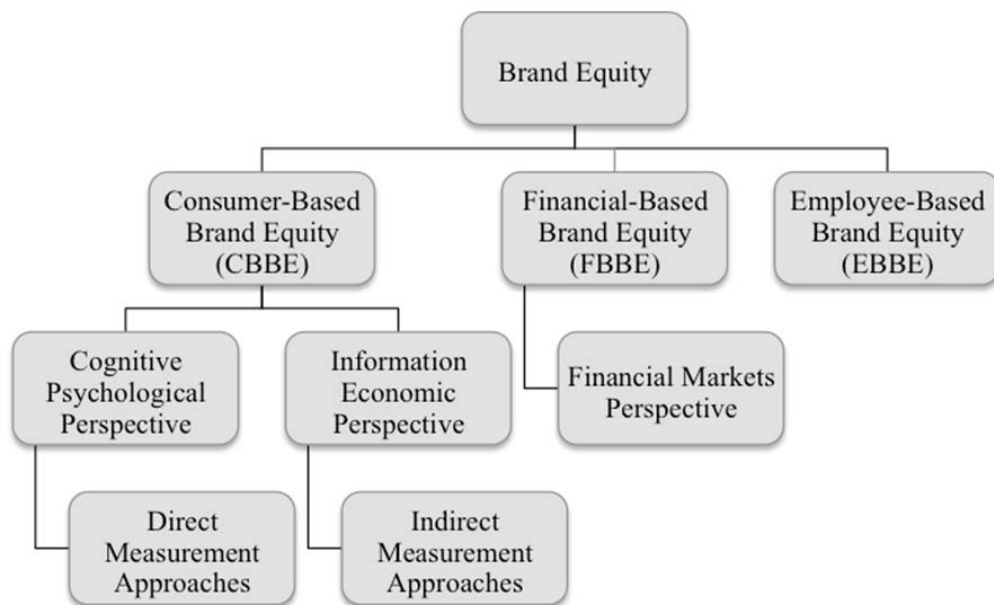 Brand Equity
Consumer-Based
Brand Equity
(CBBE)
Financial-Based
Brand Equity
(FBBE)
Employee-Based
Brand Equity
(EBBE)
Cognitive
Psychological
Perspective
Information
Economic
Perspective
Financial Markets
Perspective
Direct
Measurement
Approaches
Indirect
Measurement
Approaches